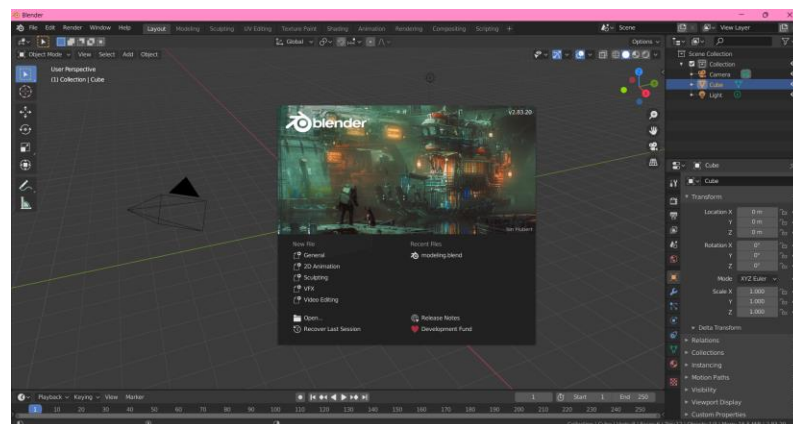 Blender
File Edit Render Window Help Layout Modeling Sculpting UV Editing Texture Paint Shading Animation Rendering Compositing Scripting + Scene View Layer
Global Options
Object Mode View Select Add Object
User Perspective
(1) Collection | Cube
Scene Collection
Collection
Camera
Cube
Light
blender
v2.83.20
Ian Hubert
New File
General
2D Animation
Sculpting
VFX
Video Editing
Open...
Recover Last Session
Recent Files
modeling.blend
Release Notes
Development Fund
Cube
Cube
Transform
Location X 0 m
Y 0 m
Z 0 m
Rotation X 0°
Y 0°
Z 0°
Mode XYZ Euler
Scale X 1.000
Y 1.000
Z 1.000
Delta Transform
Relations
Collections
Instancing
Motion Paths
Visibility
Viewport Display
Custom Properties
Playback Keying View Marker
1 Start 1 End 250
1 10 20 30 40 50 60 70 80 90 100 110 120 130 140 150 160 170 180 190 200 210 220 230 240 250